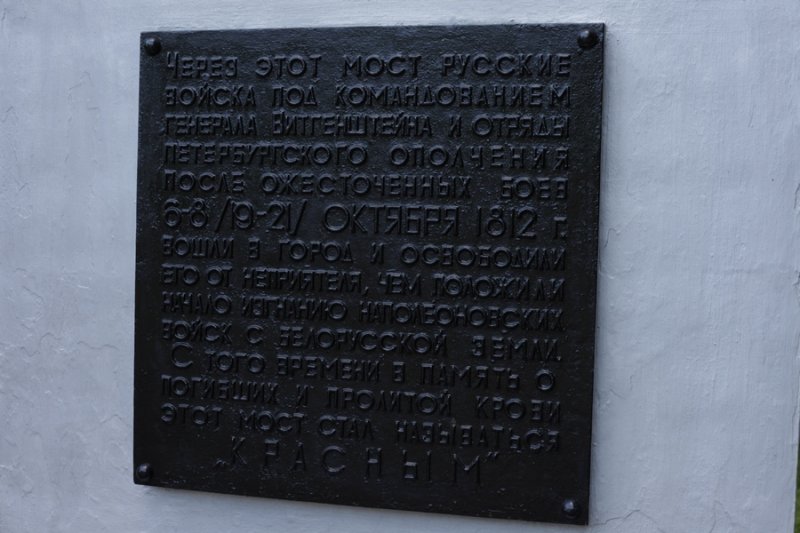 Через этот мост русские
войска под командованием
генерала Витгенштейна и отряды
Петербургского ополчения
после ожесточенных боев
6-8 /19-21/ октября 1812 г.
вошли в город и освободили
его от неприятеля, чем положили
начало изгнанию наполеоновских
войск с белорусской земли.
С того времени в память о
погибших и пролитой крови
этот мост стал называться
„Красным"